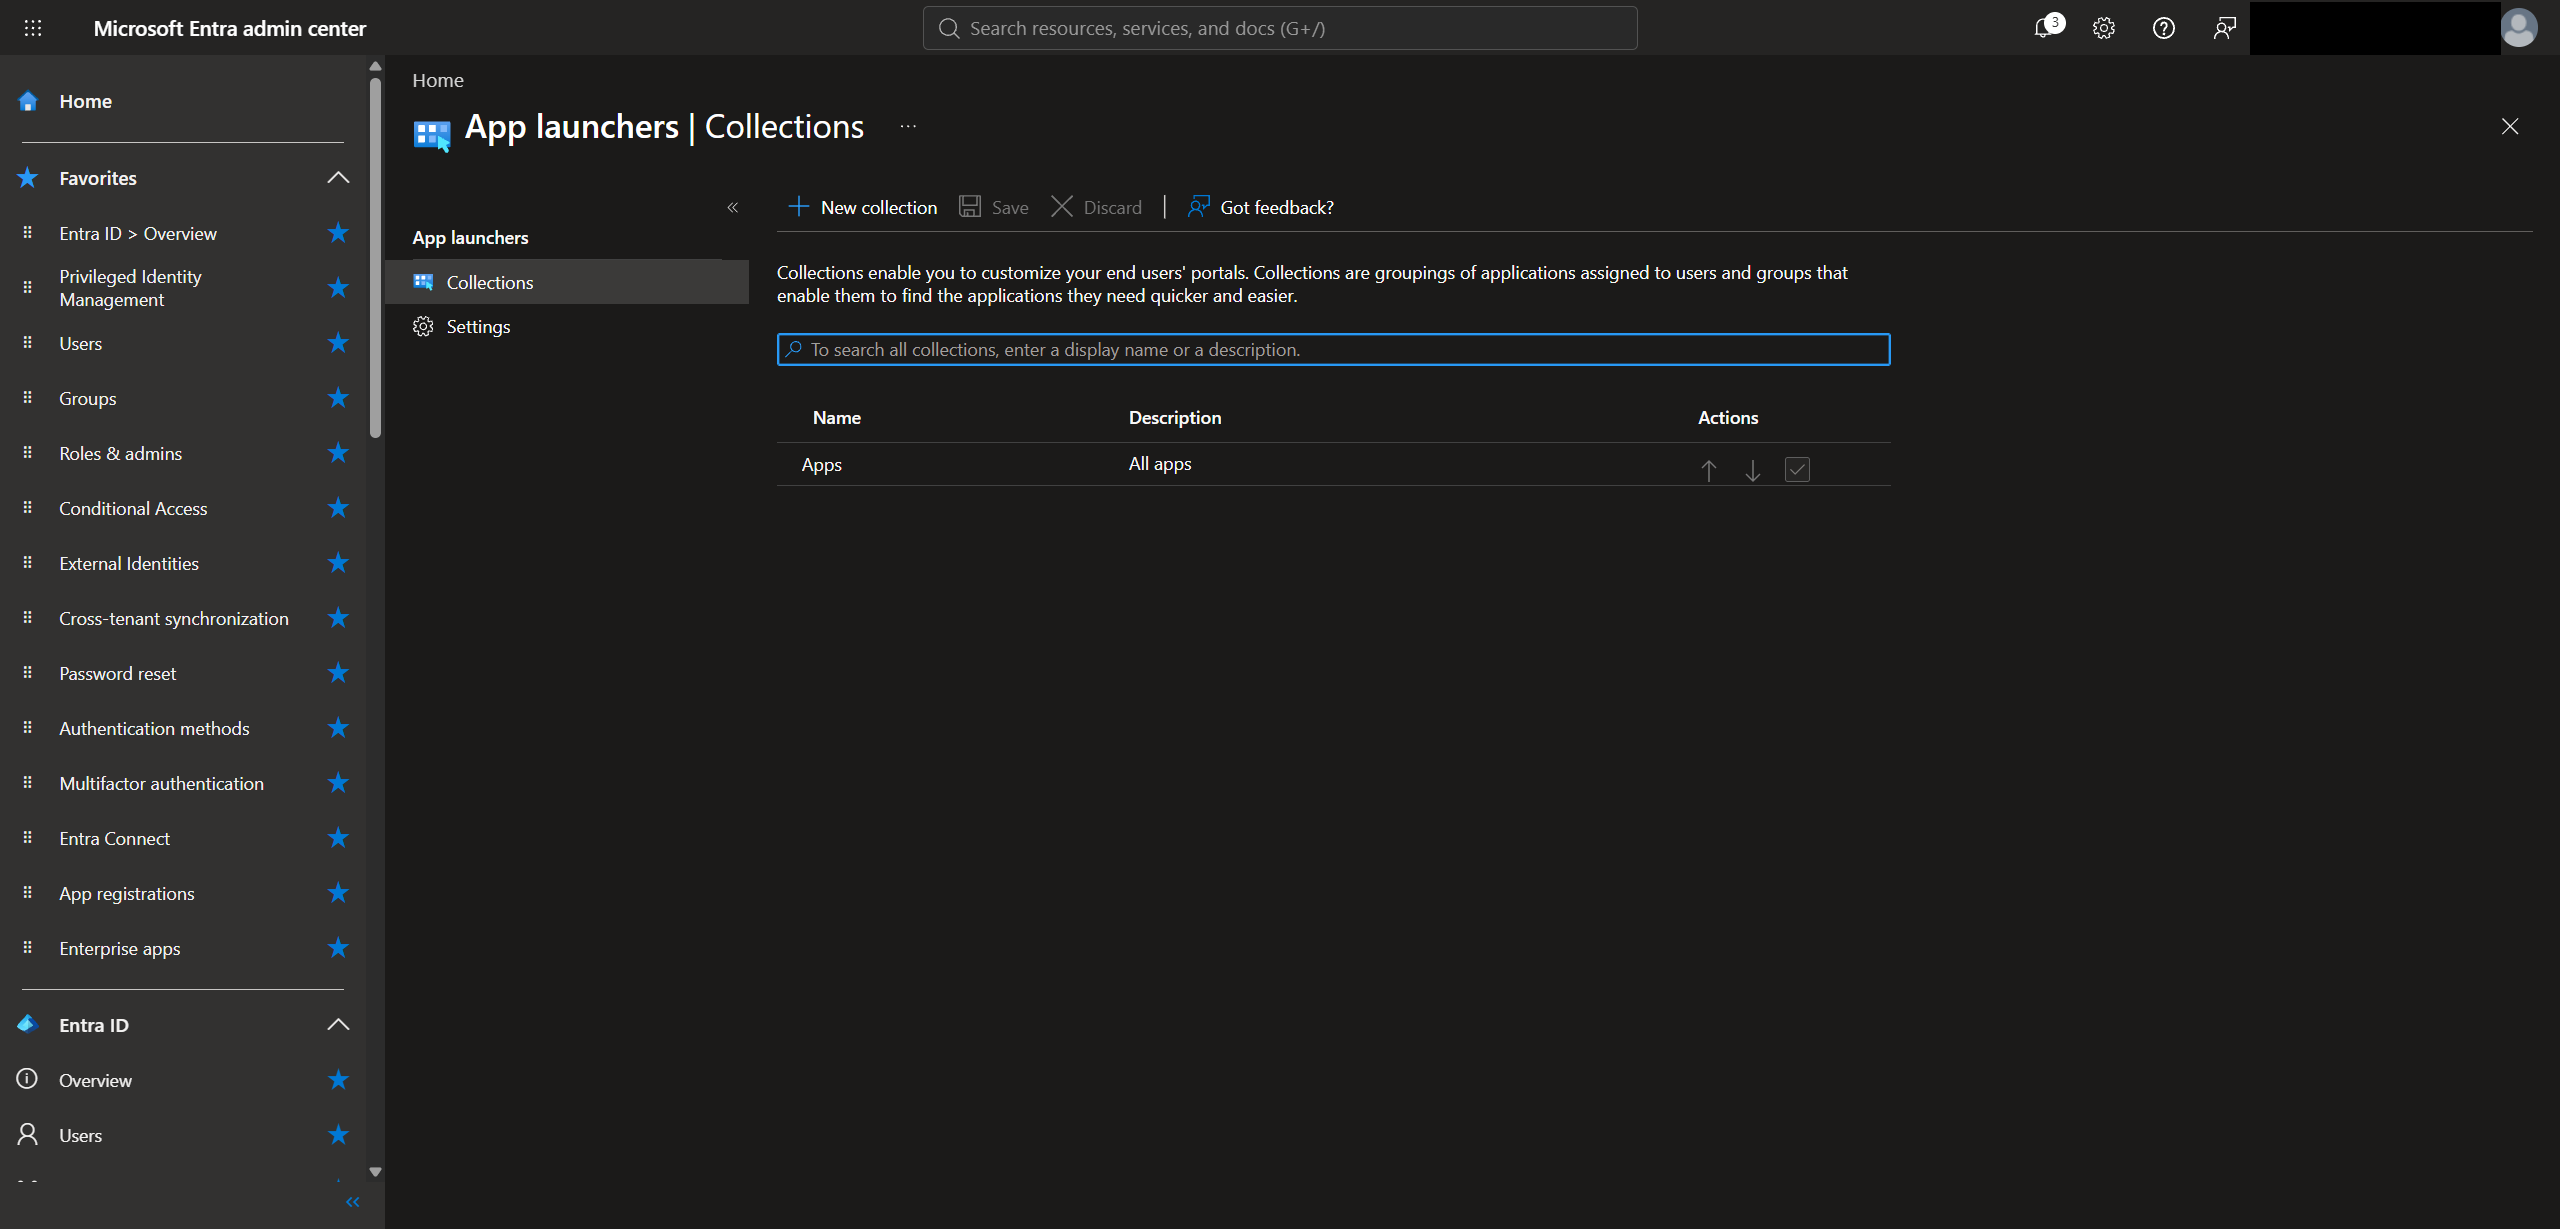 Microsoft Entra admin center
Search resources, services, and docs (G+/)
3
Home
Favorites
Entra ID > Overview
Privileged Identity
Management
Users
Groups
Roles & admins
Conditional Access
External Identities
Cross-tenant synchronization
Password reset
Authentication methods
Multifactor authentication
Entra Connect
App registrations
Enterprise apps
Entra ID
Overview
Users
Home
App launchers | Collections
App launchers
Collections
Settings
New collection Save Discard | Got feedback?
Collections enable you to customize your end users' portals. Collections are groupings of applications assigned to users and groups that
enable them to find the applications they need quicker and easier.
To search all collections, enter a display name or a description.
Name Description Actions
Apps All apps